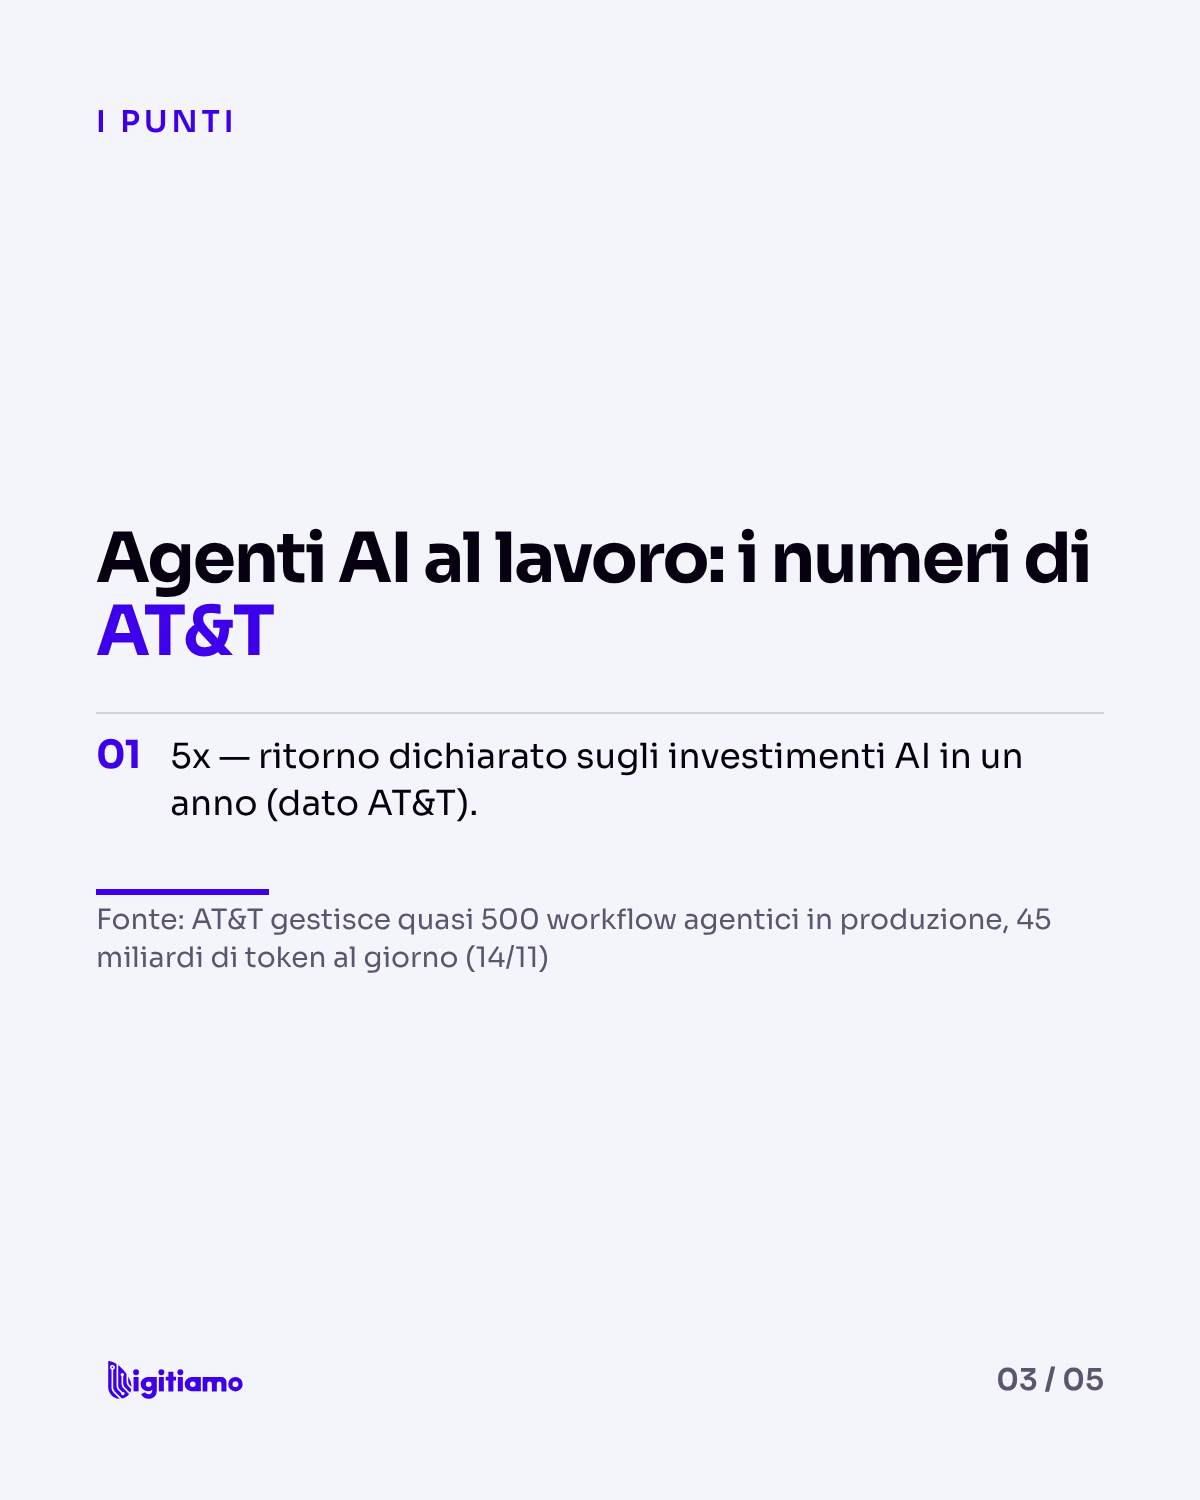 I PUNTI
Agenti AI al lavoro: i numeri di
AT&T
01 5x — ritorno dichiarato sugli investimenti AI in un
anno (dato AT&T).
Fonte: AT&T gestisce quasi 500 workflow agentici in produzione, 45
miliardi di token al giorno (14/11)
Digitiamo
03 / 05